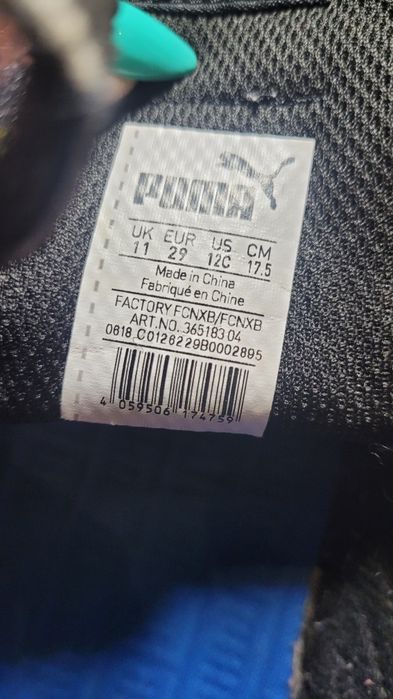 PUMA
UK EUR US CM
11 29 12C 17.5
Made in China
Fabriqué en Chine
FACTORY FCNXB/FCNXB
ART.NO..365183 04
0818 C0126229B0002895
4 059506 174759